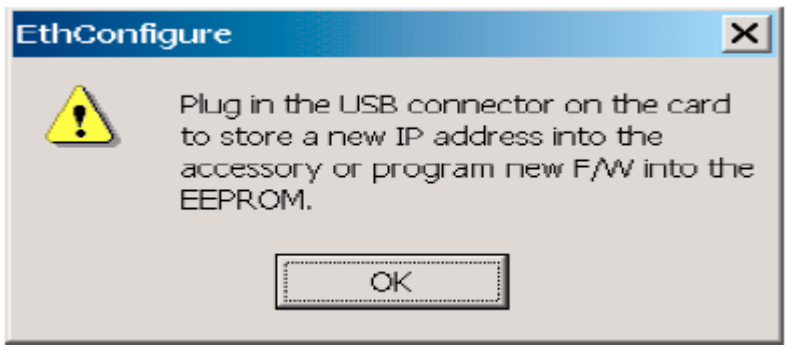 EthConfigure
Plug in the USB connector on the card
to store a new IP address into the
accessory or program new F/W into the
EEPROM.
OK